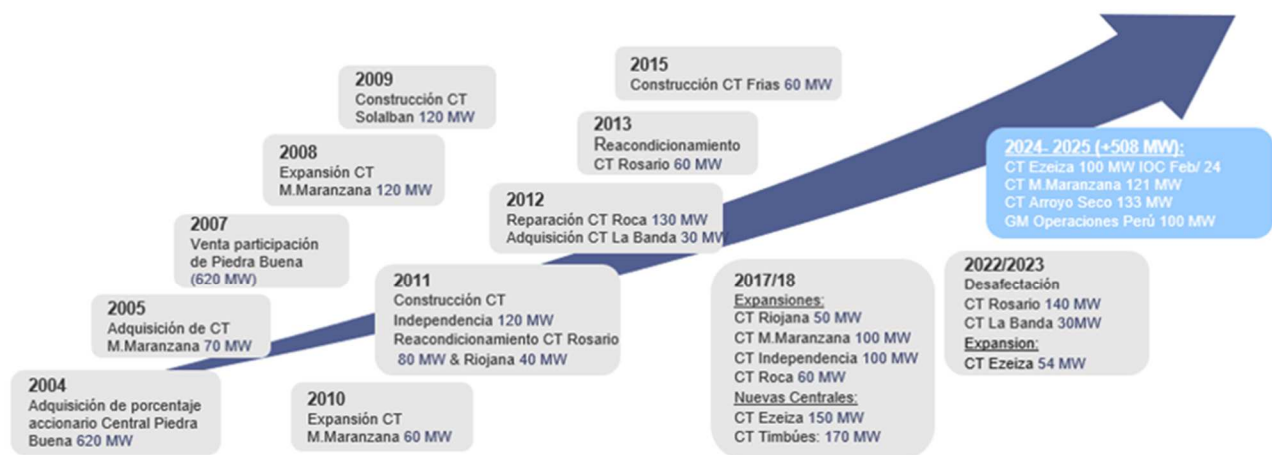 2004
Adquisición de porcentaje
accionario Central Piedra
Buena 620 MW
2005
Adquisición de CT
M.Maranzana 70 MW
2007
Venta participación
de Piedra Buena
(620 MW)
2008
Expansión CT
M.Maranzana 120 MW
2009
Construcción CT
Solalban 120 MW
2010
Expansión CT
M.Maranzana 60 MW
2011
Construcción CT
Independencia 120 MW
Reacondicionamiento CT Rosario
80 MW & Riojana 40 MW
2012
Reparación CT Roca 130 MW
Adquisición CT La Banda 30 MW
2013
Reacondicionamiento
CT Rosario 60 MW
2015
Construcción CT Frias 60 MW
2017/18
Expansiones:
CT Riojana 50 MW
CT M.Maranzana 100 MW
CT Independencia 100 MW
CT Roca 60 MW
Nuevas Centrales:
CT Ezeiza 150 MW
CT Timbúes: 170 MW
2022/2023
Desafectación
CT Rosario 140 MW
CT La Banda 30MW
Expansion:
CT Ezeiza 54 MW
2024- 2025 (+508 MW):
CT Ezeiza 100 MW IOC Feb/ 24
CT M.Maranzana 121 MW
CT Arroyo Seco 133 MW
GM Operaciones Perú 100 MW